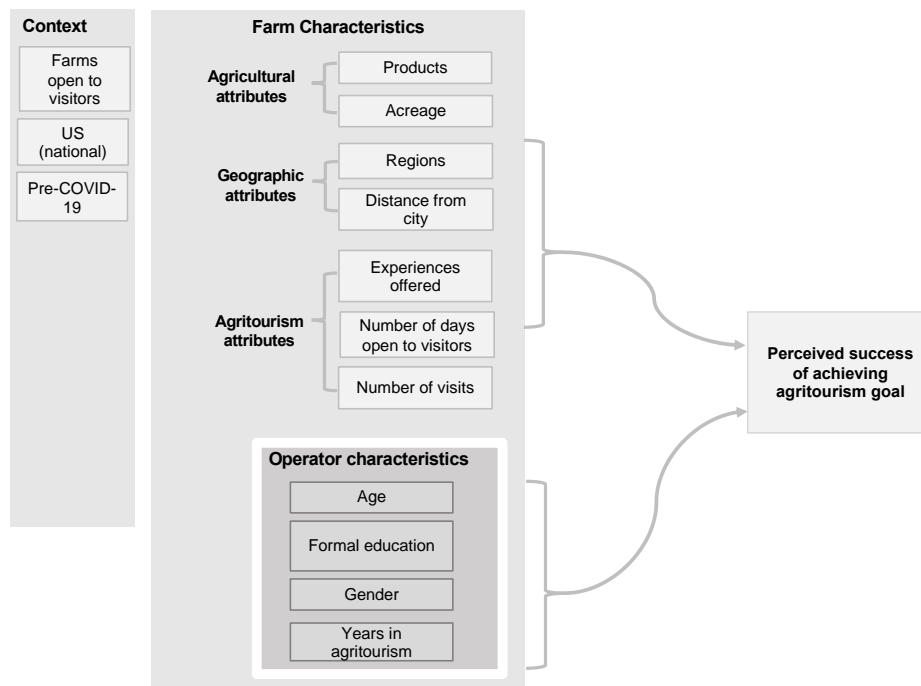 Context
Farms
open to
visitors
US
(national)
Pre-COVID-
19
Farm Characteristics
Agricultural
attributes
Products
Acreage
Geographic
attributes
Regions
Distance from
city
Agritourism
attributes
Experiences
offered
Number of days
open to visitors
Number of visits
Operator characteristics
Age
Formal education
Gender
Years in
agritourism
Perceived success
of achieving
agritourism goal